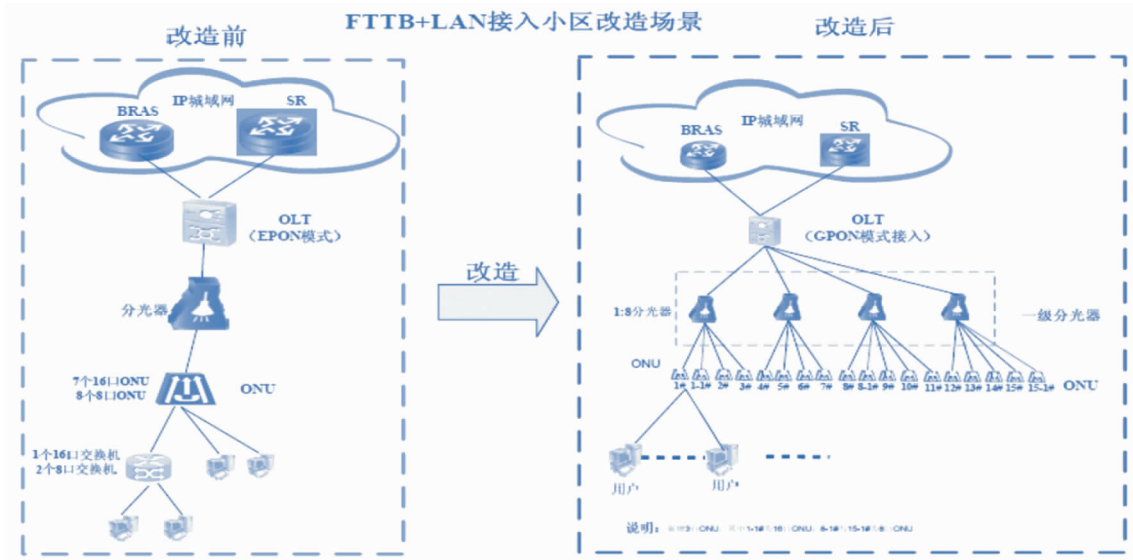 FTTB+LAN接入小区改造场景
改造前
IP城域网
BRAS
SR
OLT
(EPON模式)
分光器
7个16口ONU
8个8口ONU
ONU
1个16口交换机
2个8口交换机
改造
改造后
IP城域网
BRAS
SR
OLT
(GPON模式接入)
1:8分光器
一级分光器
ONU
1# 1-1# 2# 3# 4# 5# 6# 7# 8# 8-1# 9# 10# 11# 12# 13# 14# 15# 15-1#
ONU
用户
用户
说明: